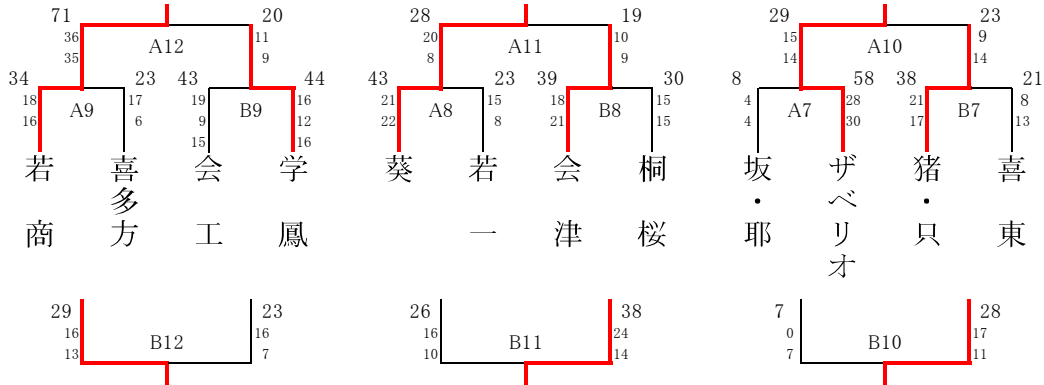 71 20 28 19 29 23
36 11 20 10 15 9
A12 A11 A10
35 9 8 9 14 14
34 23 43 44 43 23 39 30 8 58 38 21
18 17 19 16 21 15 18 15 4 28 21 8
A9 B9 A8 B8 A7 B7
16 6 9 12 22 8 21 15 4 30 17 13
15 16
若商
喜多方
会工
学鳳
葵
若一
会津
桐桜
坂・耶
ザベリオ
猪・只
喜東
29 23 26 38 7 28
16 16 16 24 0 17
B12 B11 B10
13 7 10 14 7 11